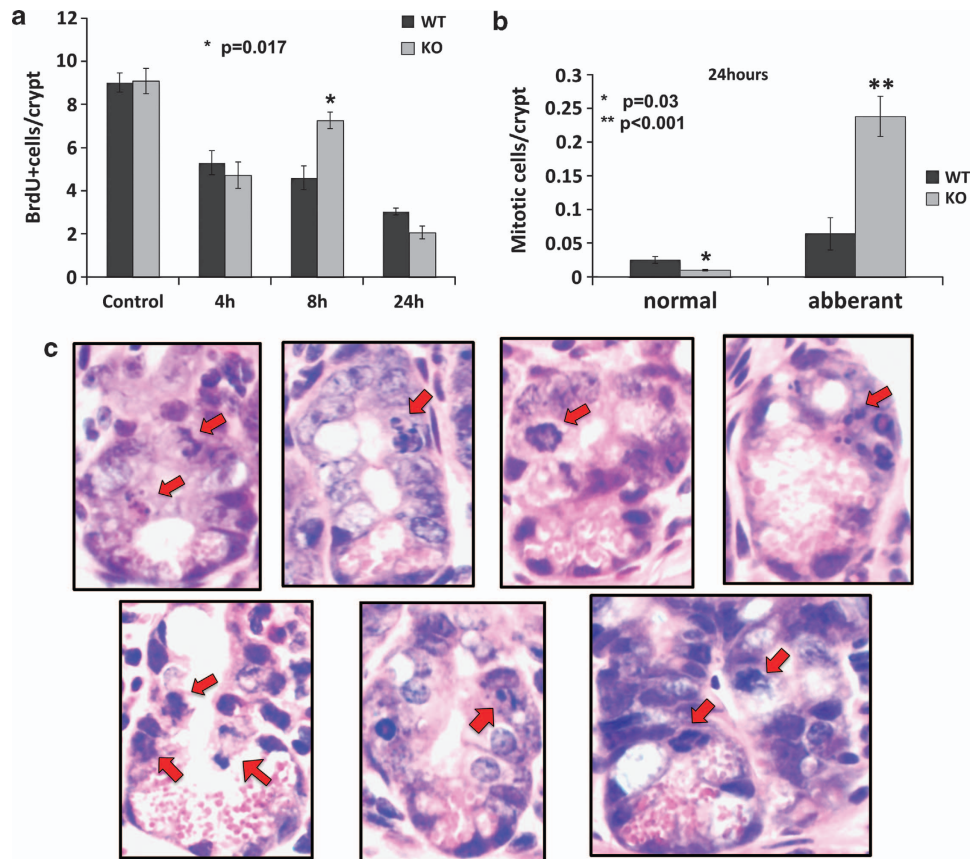 a
12
10
8
6
4
2
0
BrdU+cells/crypt
WT
KO
* p=0.017
*
Control 4h 8h 24h
b
24hours
0.3
0.25
0.2
0.15
0.1
0.05
0
Mitotic cells/crypt
* p=0.03
** p<0.001
*
**
WT
KO
normal abberant
c